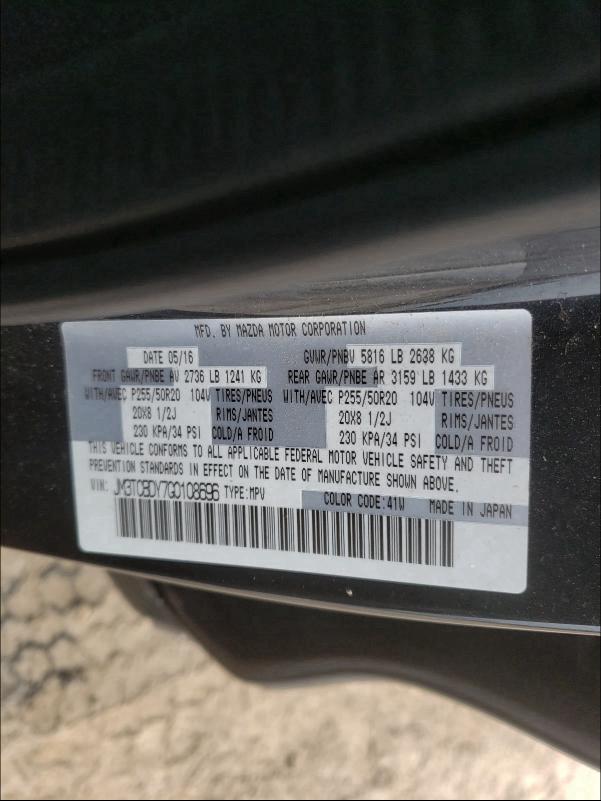 MFD. BY MAZDA MOTOR CORPORATION
DATE 05/16 GVWR/PNBV 5816 LB 2638 KG
FRONT GAWR/PNBE AV 2736 LB 1241 KG REAR GAWR/PNBE AR 3159 LB 1433 KG
WITH/AVEC P255/50R20 104V TIRES/PNEUS WITH/AVEC P255/50R20 104V TIRES/PNEUS
20X8 1/2J RIMS/JANTES 20X8 1/2J RIMS/JANTES
230 KPA/34 PSI COLD/A FROID 230 KPA/34 PSI COLD/A FROID
THIS VEHICLE CONFORMS TO ALL APPLICABLE FEDERAL MOTOR VEHICLE SAFETY AND THEFT
PREVENTION STANDARDS IN EFFECT ON THE DATE OF MANUFACTURE SHOWN ABOVE.
VIN: JM3TCBDY7G0108696 TYPE:MPV COLOR CODE:41W MADE IN JAPAN